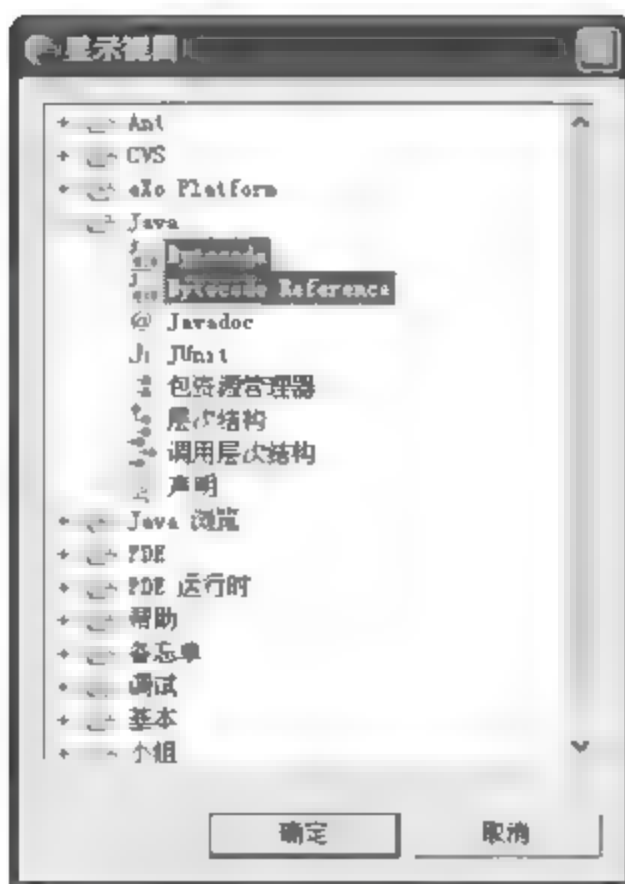 显示视图
Ant
CVS
eXo Platform
Java
Bytecode
Bytecode Reference
Javadoc
JUnit
包资源管理器
层次结构
调用层次结构
声明
Java 浏览
PDE
PDE 运行时
帮助
备忘单
调试
基本
小组
确定
取消